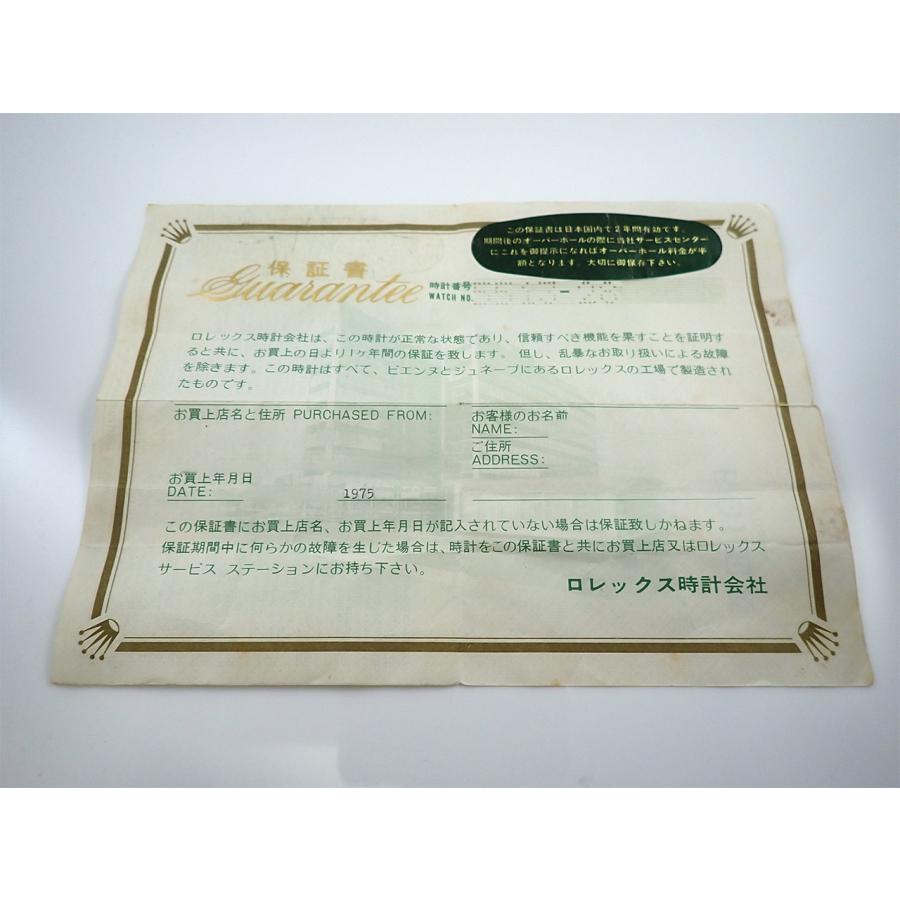 この保証書は日本国内で2年間有効です。
期間後のオーバーホールの際に当社サービスセンター
にこれを御提示になればオーバーホール料金が半
額となります。大切に御保存下さい。
保証書
Guarantee
時計番号
WATCH NO.
ロレックス時計会社は、この時計が正常な状態であり、信頼すべき機能を果すことを証明す
ると共に、お買上の日より1ヶ年間の保証を致します。但し、乱暴なお取り扱いによる故障
を除きます。この時計はすべて、ビエンヌとジュネーブにあるロレックスの工場で製造され
たものです。
お買上店名と住所 PURCHASED FROM:
お客様のお名前
NAME:
ご住所
ADDRESS:
お買上年月日
DATE:
1975
この保証書にお買上店名、お買上年月日が記入されていない場合は保証致しかねます。
保証期間中に何らかの故障を生じた場合は、時計をこの保証書と共にお買上店又はロレックス
サービス ステーションにお持ち下さい。
ロレックス時計会社